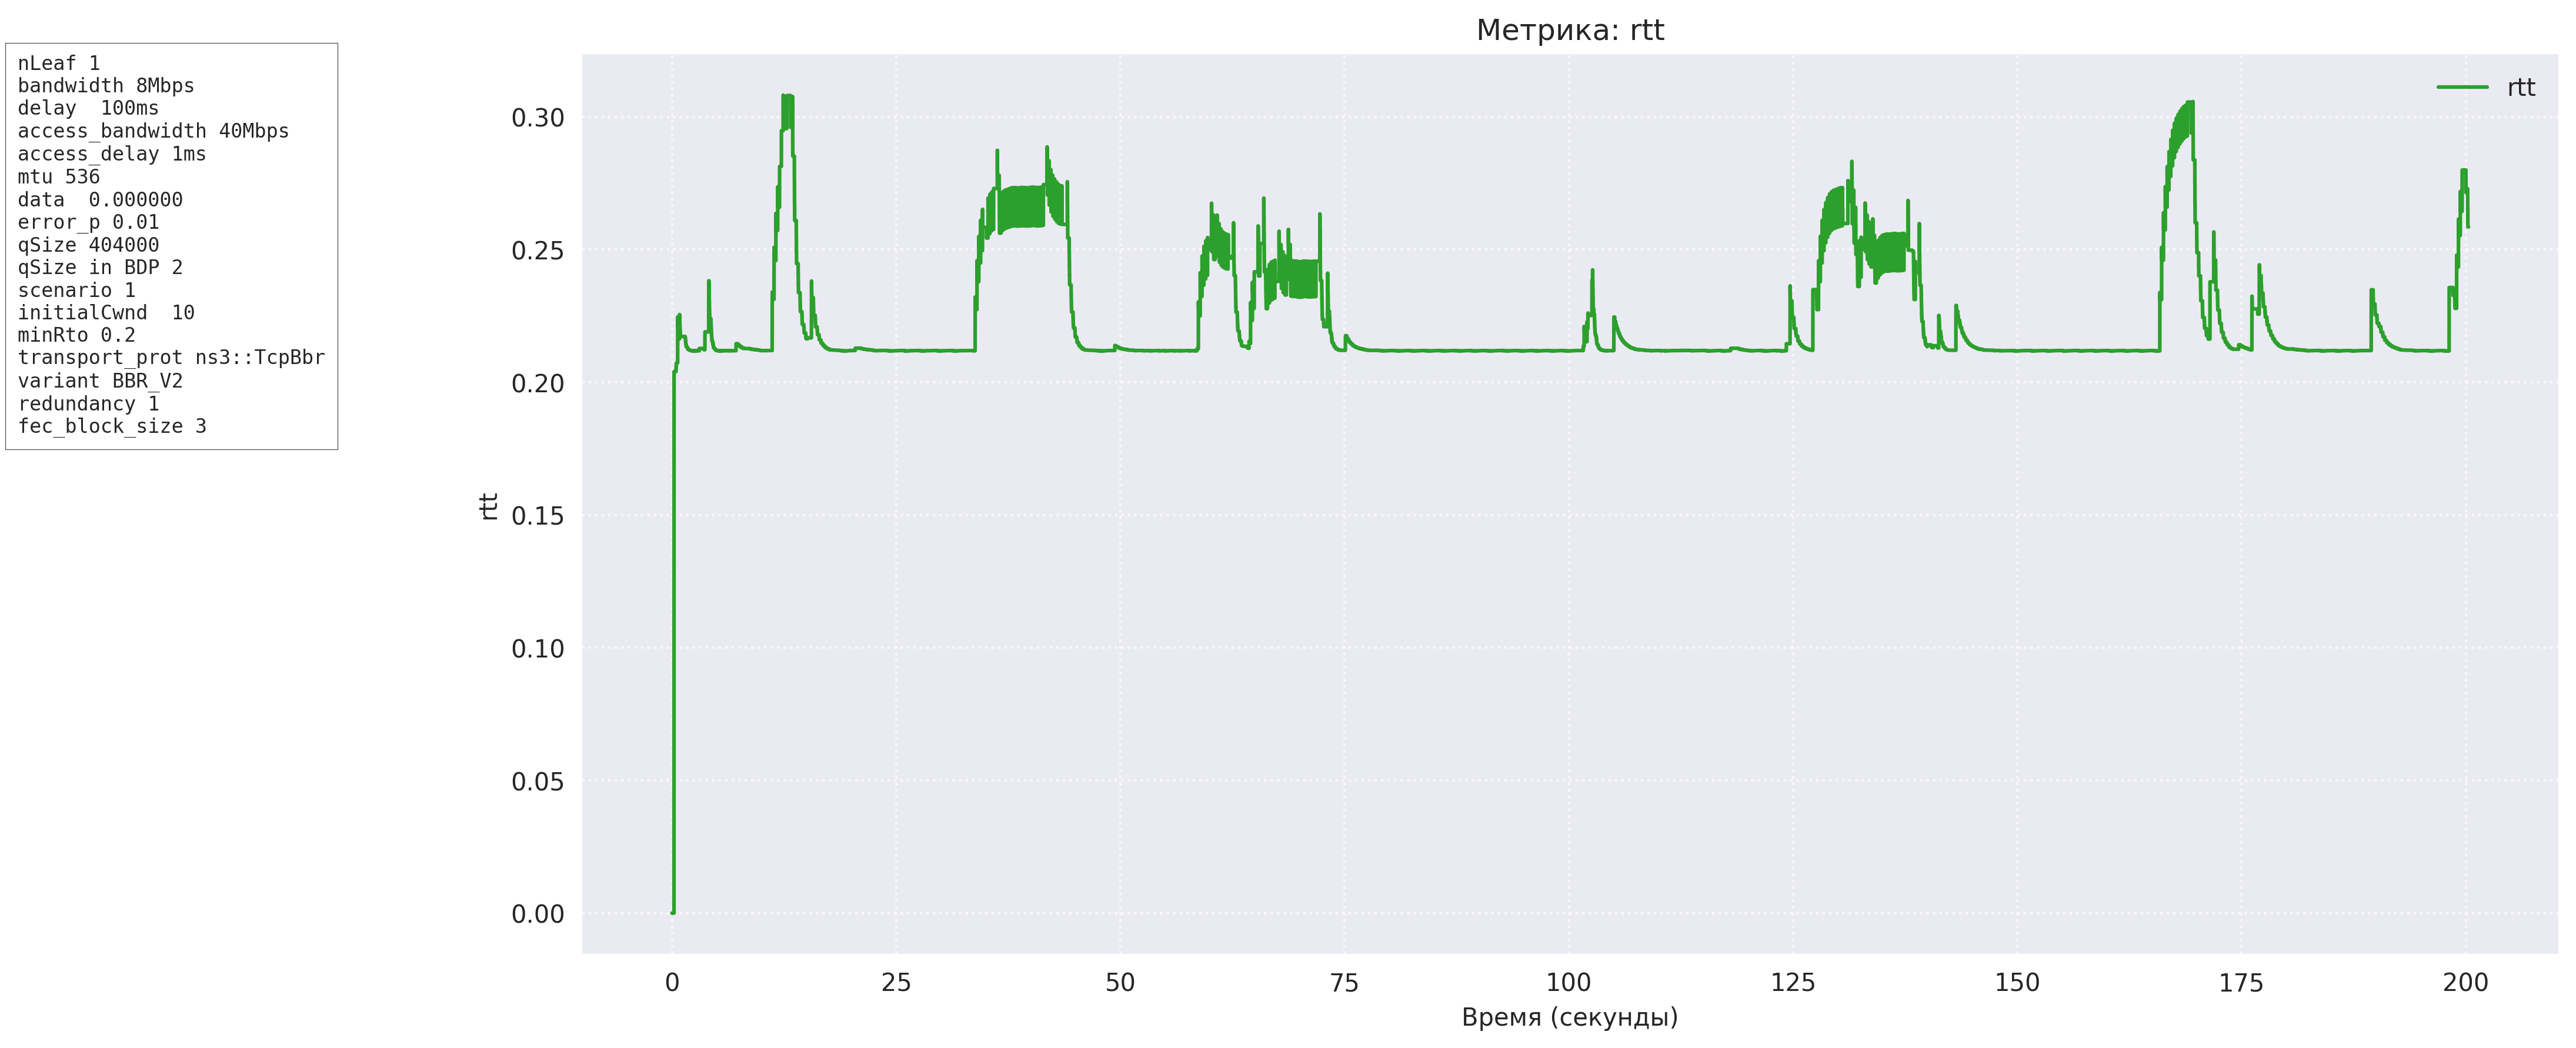 Метрика: rtt
nLeaf 1
bandwidth 8Mbps
delay  100ms
access_bandwidth 40Mbps
access_delay 1ms
mtu 536
data  0.000000
error_p 0.01
qSize 404000
qSize in BDP 2
scenario 1
initialCwnd  10
minRto 0.2
transport_prot ns3::TcpBbr
variant BBR_V2
redundancy 1
fec_block_size 3
rtt
rtt
0.30
0.25
0.20
0.15
0.10
0.05
0.00
0 25 50 75 100 125 150 175 200
Время (секунды)